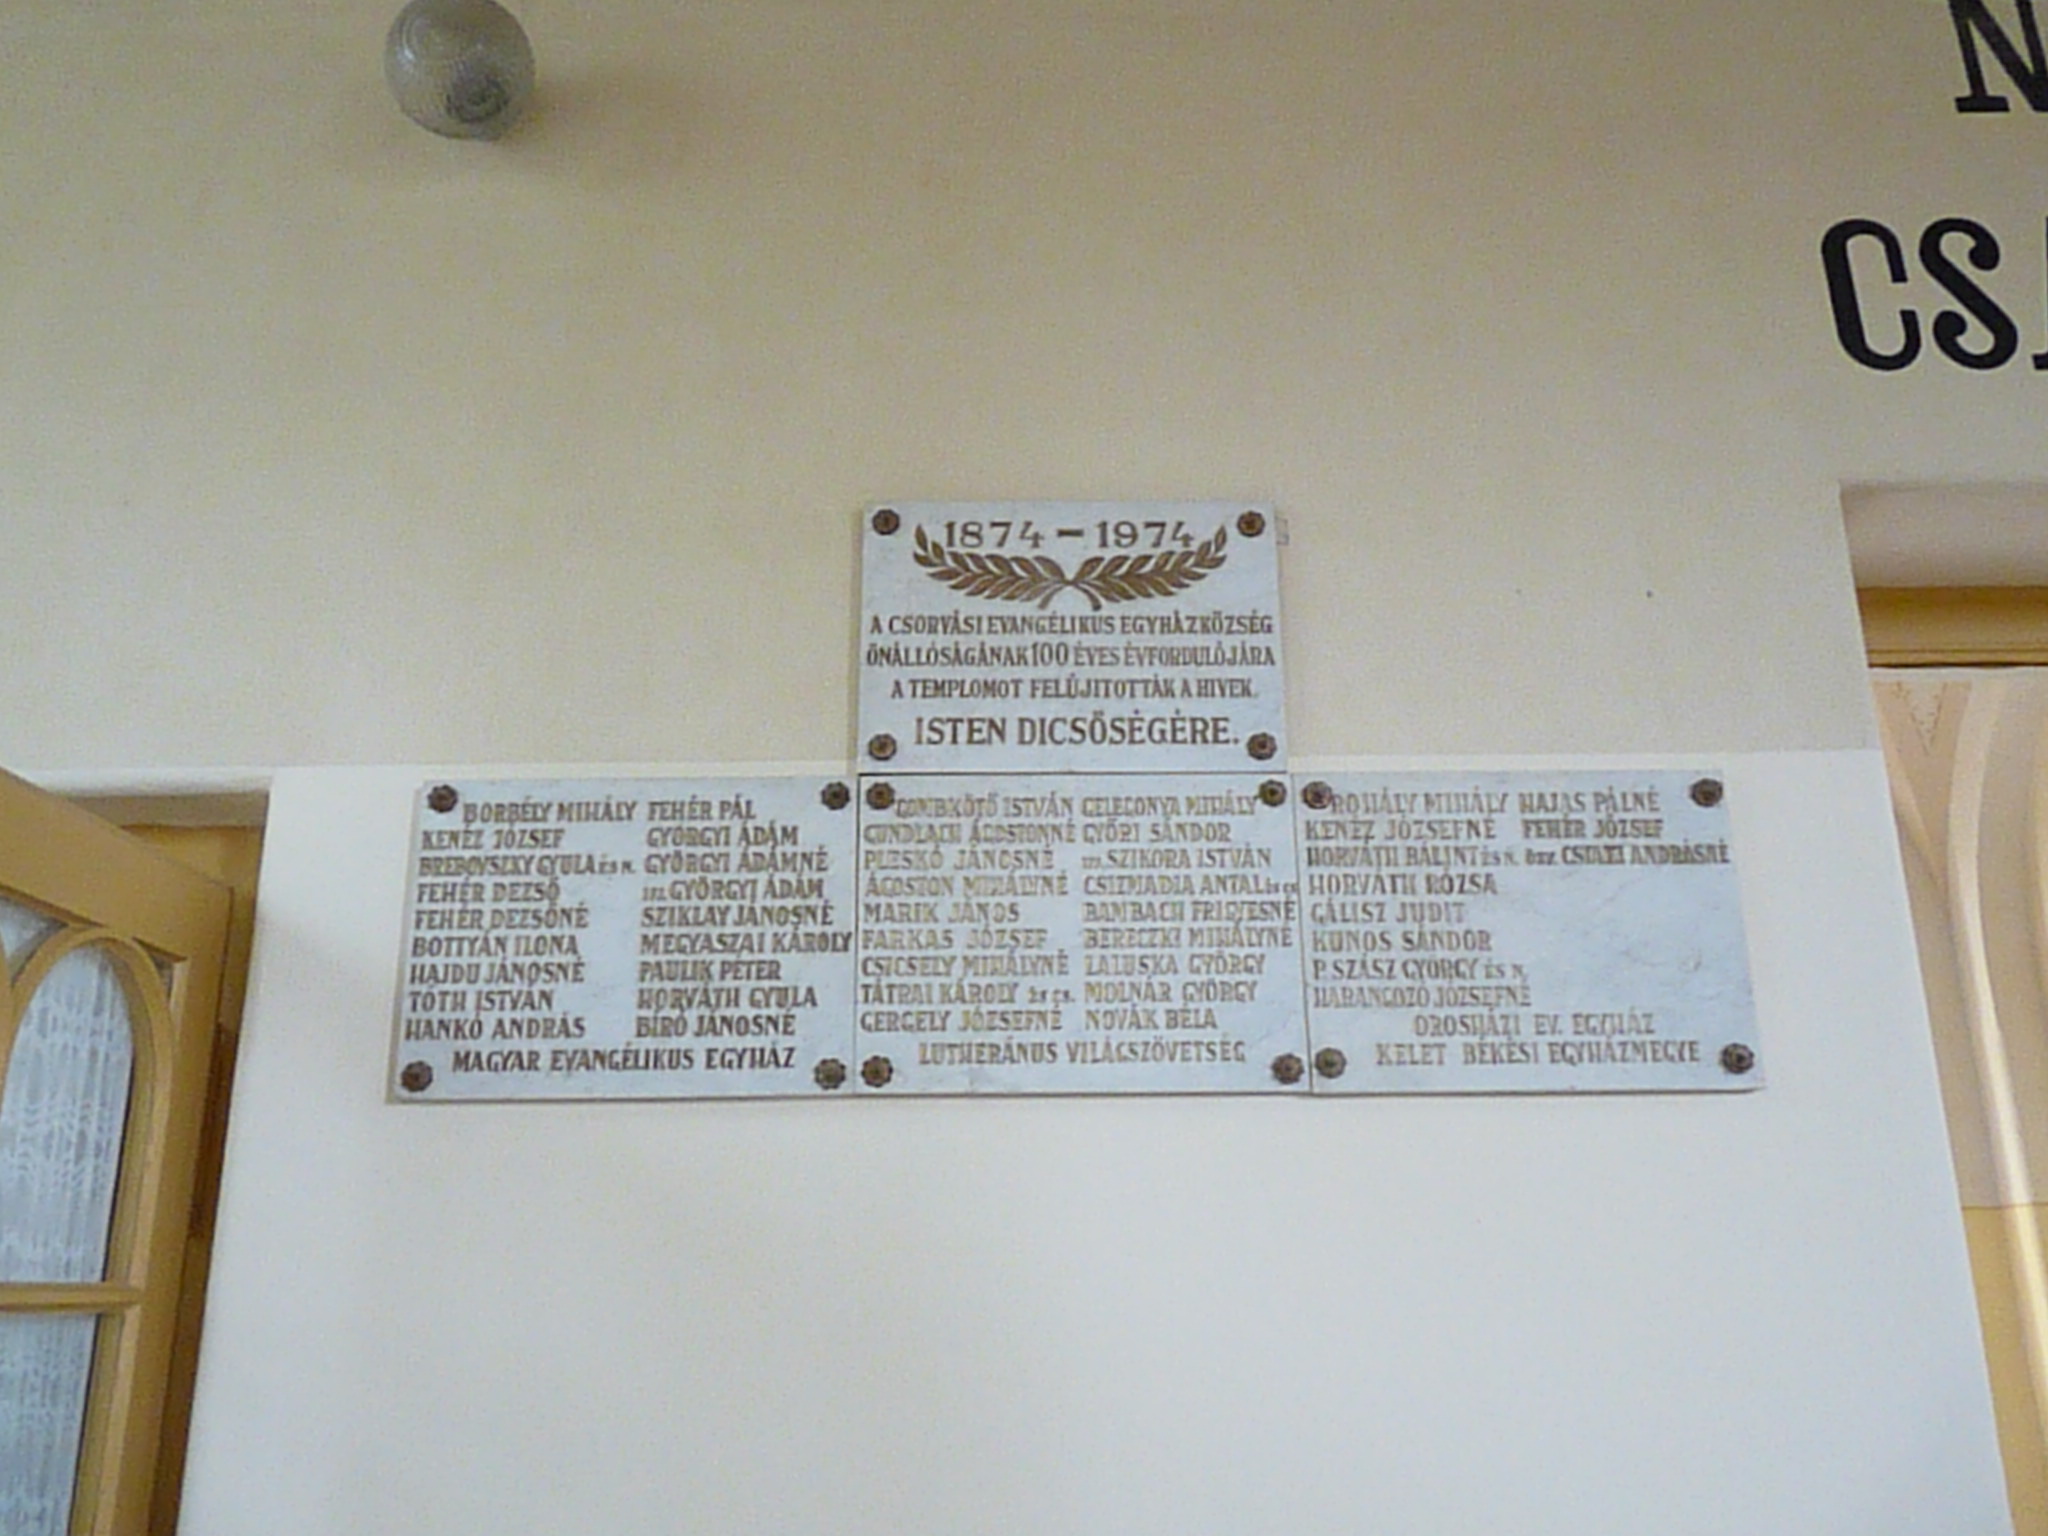 CS
1874-1974
A CSORVÁSI EVANGÉLIKUS EGYHÁZKÖZSÉG
ÖNÁLLÓSÁGÁNAK 100 ÉVES ÉVFORDULÓJÁRA
A TEMPLOMOT FELÚJITOTTÁK A HIVEK.
ISTEN DICSŐSÉGÉRE.
BORBÉLY MIHÁLY FEHÉR PÁL
KENÉZ JÓZSEF GYÖRGYI ÁDÁM
BREBOVSZKY GYULA ÉS N. GYÖRGYI ÁDÁMNÉ
FEHÉR DEZSŐ GYÖRGYI ÁDÁM
FEHÉR DEZSŐNÉ SZIKLAY JÁNOSNÉ
BOTTYÁN ILONA MEGYASZAI KÁROLY
HAJDU JÁNOSNÉ PAULIK PÉTER
TÓTH ISTVÁN HORVÁTH GYULA
HANKÓ ANDRÁS BIRÓ JÁNOSNÉ
MAGYAR EVANGÉLIKUS EGYHÁZ
GOMBKÖTŐ ISTVÁN GELEGONYA MIHÁLY
GUNDLACH ÁGOSTONNÉ GYŐRI SÁNDOR
PLESKÓ JÁNOSNÉ SZIKORA ISTVÁN
ÁGOSTON MIHÁLYNÉ CSIZMADIA ANTAL ÉS CS
MARIK JÁNOS BAMBACH FRIGYESNÉ
FARKAS JÓZSEF BERECZKI MIHÁLYNÉ
CSICSELY MIHÁLYNÉ LALUSKA GYÖRGY
TÁTRAI KÁROLY ÉS CS. MOLNÁR GYÖRGY
GERGELY JÓZSEFNÉ NOVÁK BÉLA
LUTHERÁNUS VILÁGSZÖVETSÉG
ROHÁLY MIHÁLY HAJAS PÁLNÉ
KENÉZ JÓZSEFNÉ FEHÉR JÓZSEF
HORVÁTH BÁLINT ÉS N. ÖZV. ANDRÁSNÉ
HORVÁTH RÓZSA
GÁLISZ JUDIT
KUNOS SÁNDOR
P. SZÁSZ GYÖRGY ÉS N.
HARANGOZÓ JÓZSEFNÉ
OROSHÁZI EV. EGYHÁZ
KELET BÉKÉSI EGYHÁZMEGYE